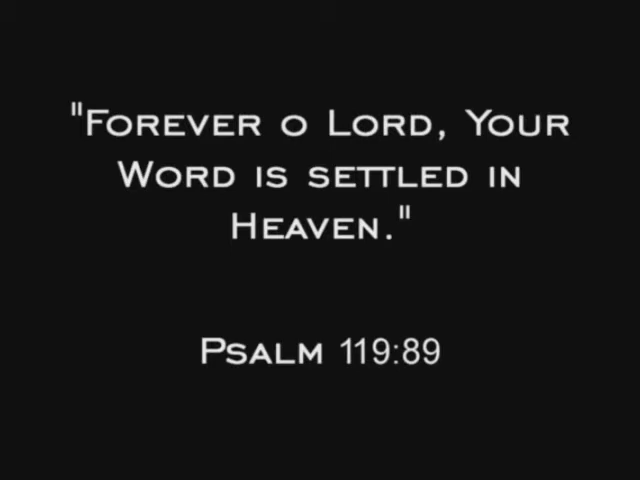 "Forever o Lord, Your
Word is settled in
Heaven."
Psalm 119:89